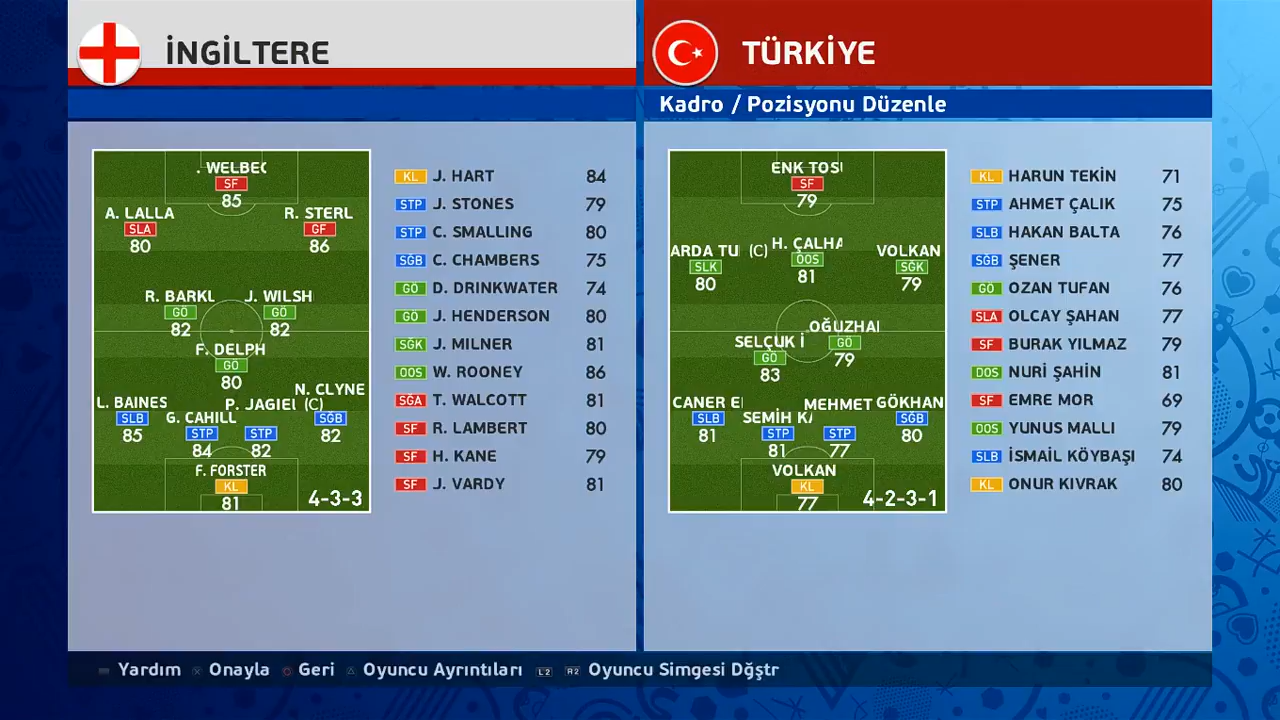 İNGİLTERE
. WELBEC
SF
85
A. LALLA
SLA
80
R. STERL
GF
86
R. BARKL
GÖ
82
J. WILSH
GÖ
82
F. DELPH
GÖ
80
L. BAINES
SLB
85
G. CAHILL
STP
84
P. JAGIEL (C)
STP
82
N. CLYNE
SĞB
82
F. FORSTER
KL
81
4-3-3
KL J. HART 84
STP J. STONES 79
STP C. SMALLING 80
SĞB C. CHAMBERS 75
GÖ D. DRINKWATER 74
GÖ J. HENDERSON 80
SĞK J. MILNER 81
OOS W. ROONEY 86
SĞA T. WALCOTT 81
SF R. LAMBERT 80
SF H. KANE 79
SF J. VARDY 81
TÜRKİYE
Kadro / Pozisyonu Düzenle
ENK TOSU
SF
79
ARDA TU (C)
SLK
80
H. ÇALHA
OOS
81
VOLKAN
SĞK
79
SELÇUK İ
GÖ
83
OĞUZHAN
GÖ
79
CANER E
SLB
81
SEMİH KA
STP
81
MEHMET
STP
77
GÖKHAN
SĞB
80
VOLKAN
KL
77
4-2-3-1
KL HARUN TEKİN 71
STP AHMET ÇALIK 75
SLB HAKAN BALTA 76
SĞB ŞENER 77
GÖ OZAN TUFAN 76
SLA OLCAY ŞAHAN 77
SF BURAK YILMAZ 79
DOS NURİ ŞAHİN 81
SF EMRE MOR 69
OOS YUNUS MALLI 79
SLB İSMAİL KÖYBAŞI 74
KL ONUR KIVRAK 80
Yardım Onayla Geri Oyuncu Ayrıntıları L2 R2 Oyuncu Simgesi Dğştr